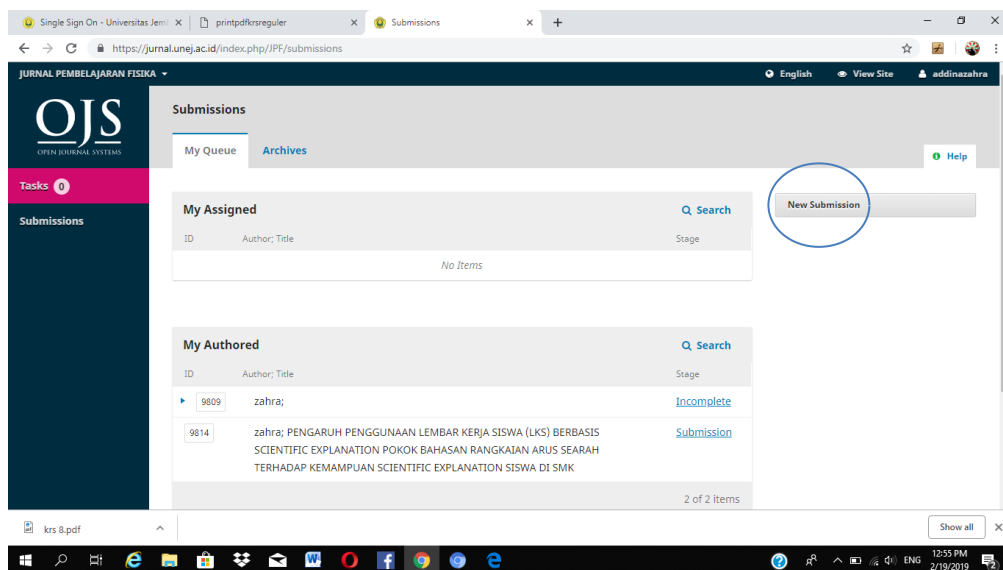 Single Sign On - Universitas Jem
printpdfkrsreguler
Submissions
https://jurnal.unej.ac.id/index.php/JPF/submissions
JURNAL PEMBELAJARAN FISIKA
English
View Site
addinazahra
OJS
OPEN JOURNAL SYSTEMS
Submissions
My Queue
Archives
Help
Tasks 0
Submissions
New Submission
My Assigned
Search
ID Author; Title Stage
No Items
My Authored
Search
ID Author; Title Stage
9809 zahra; Incomplete
9814 zahra; PENGARUH PENGGUNAAN LEMBAR KERJA SISWA (LKS) BERBASIS Submission
SCIENTIFIC EXPLANATION POKOK BAHASAN RANGKAIAN ARUS SEARAH
TERHADAP KEMAMPUAN SCIENTIFIC EXPLANATION SISWA DI SMK
2 of 2 items
krs 8.pdf
Show all
ENG
12:55 PM
2/19/2019